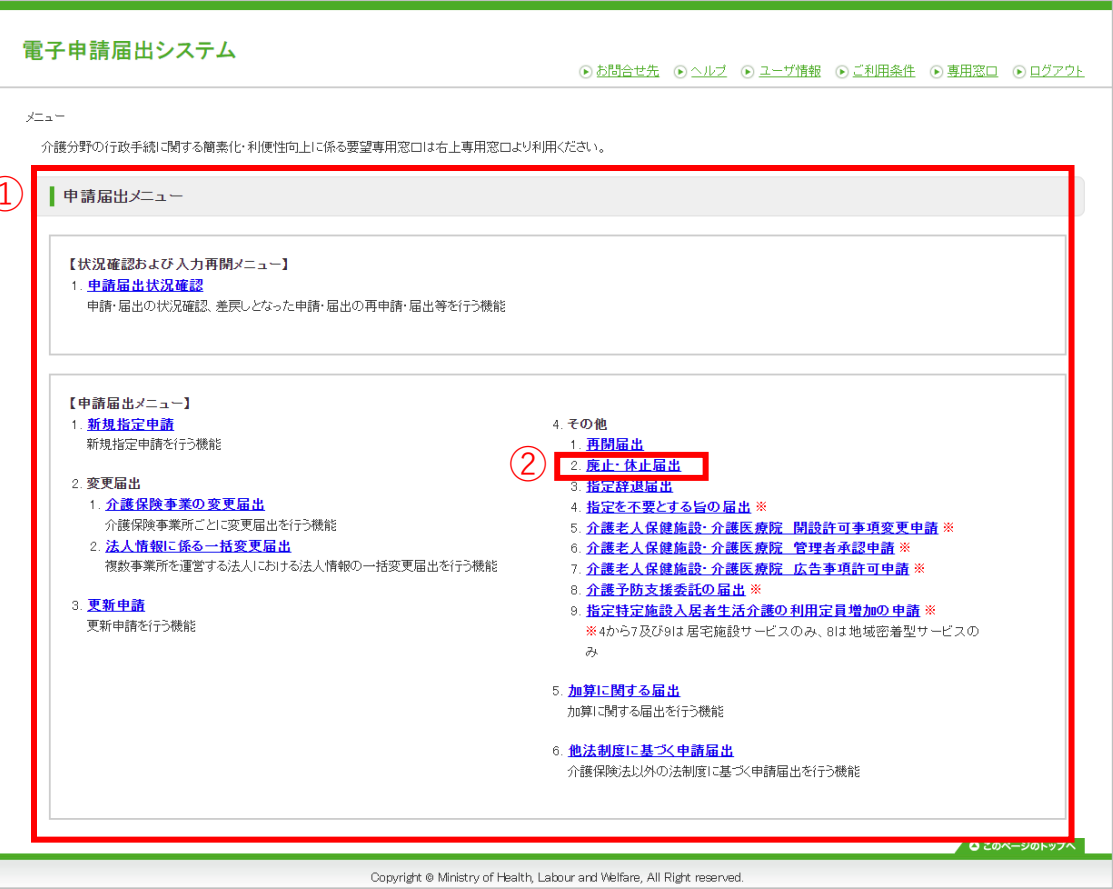 電子申請届出システム
お問合せ先 ヘルプ ユーザ情報 ご利用条件 専用窓口 ログアウト
メニュー
介護分野の行政手続に関する簡素化・利便性向上に係る要望専用窓口は右上専用窓口より利用ください。
①
申請届出メニュー
【状況確認および入力再開メニュー】
1. 申請届出状況確認
申請・届出の状況確認、差戻しとなった申請・届出の再申請・届出等を行う機能
【申請届出メニュー】
1. 新規指定申請
新規指定申請を行う機能
2. 変更届出
1. 介護保険事業の変更届出
介護保険事業所ごとに変更届出を行う機能
2. 法人情報に係る一括変更届出
複数事業所を運営する法人における法人情報の一括変更届出を行う機能
3. 更新申請
更新申請を行う機能
4. その他
1. 再開届出
②
2. 廃止・休止届出
3. 指定辞退届出
4. 指定を不要とする旨の届出 ※
5. 介護老人保健施設・介護医療院 開設許可事項変更申請 ※
6. 介護老人保健施設・介護医療院 管理者承認申請 ※
7. 介護老人保健施設・介護医療院 広告事項許可申請 ※
8. 介護予防支援委託の届出 ※
9. 指定特定施設入居者生活介護の利用定員増加の申請 ※
※4から7及び9は居宅施設サービスのみ、8は地域密着型サービスの
み
5. 加算に関する届出
加算に関する届出を行う機能
6. 他法制度に基づく申請届出
介護保険法以外の法制度に基づく申請届出を行う機能
このページのトップへ
Copyright © Ministry of Health, Labour and Welfare, All Right reserved.